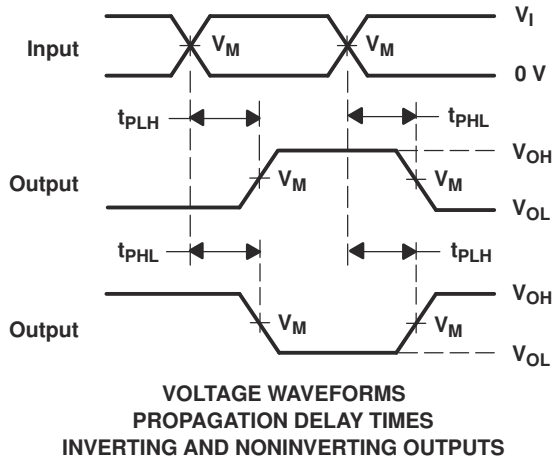 V_I
Input
V_M V_M
0 V
t_PLH t_PHL
V_OH
Output
V_M V_M
V_OL
t_PHL t_PLH
V_OH
Output
V_M V_M
V_OL
VOLTAGE WAVEFORMS
PROPAGATION DELAY TIMES
INVERTING AND NONINVERTING OUTPUTS